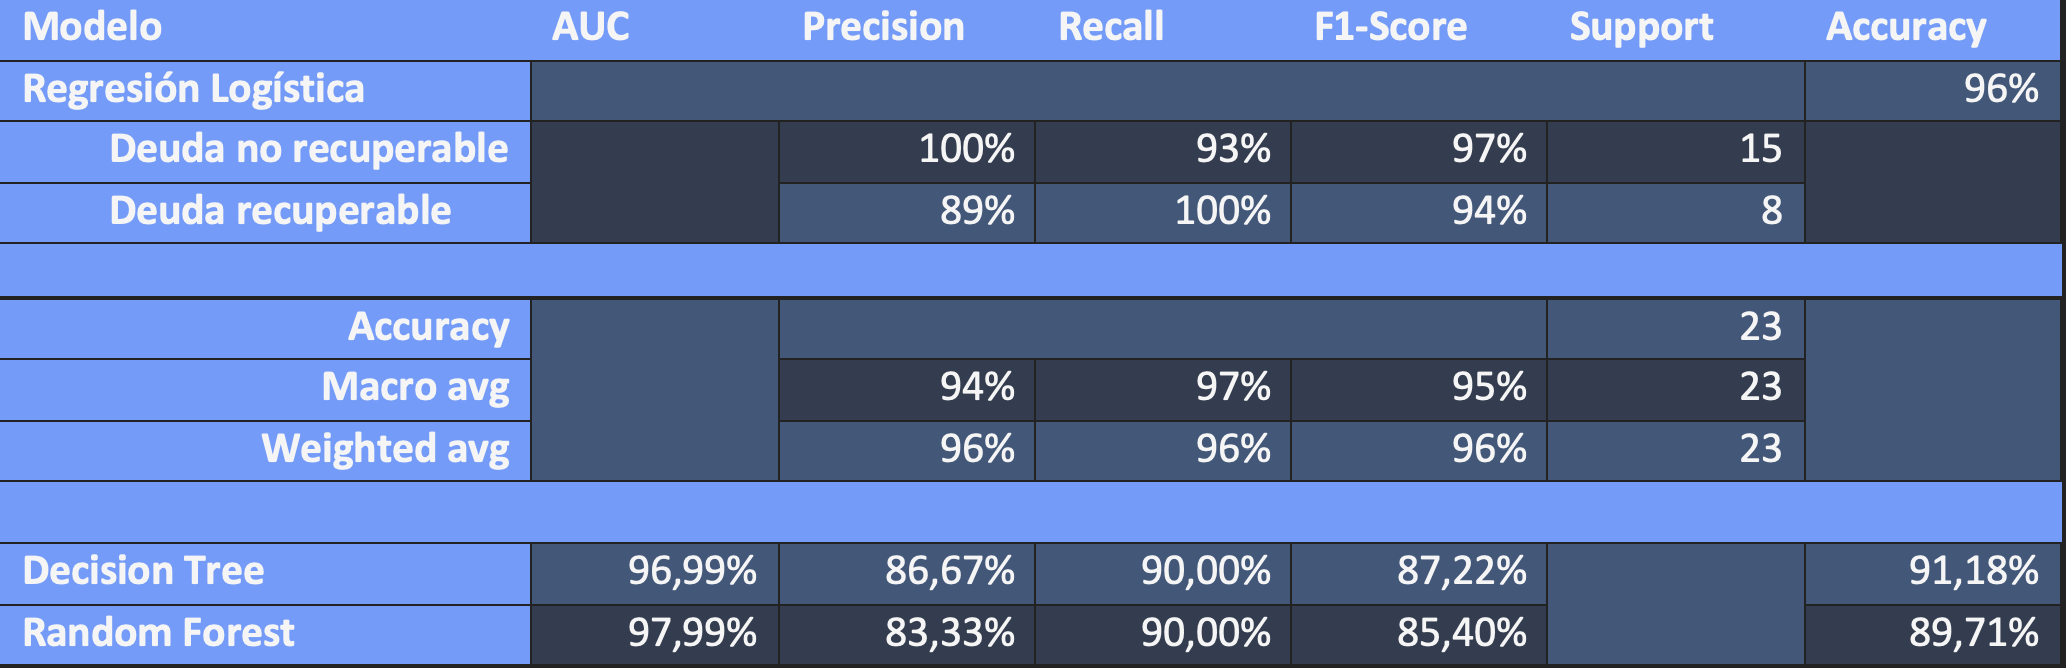 Modelo AUC Precision Recall F1-Score Support Accuracy
Regresión Logística 96%
Deuda no recuperable 100% 93% 97% 15
Deuda recuperable 89% 100% 94% 8
Accuracy 23
Macro avg 94% 97% 95% 23
Weighted avg 96% 96% 96% 23
Decision Tree 96,99% 86,67% 90,00% 87,22% 91,18%
Random Forest 97,99% 83,33% 90,00% 85,40% 89,71%